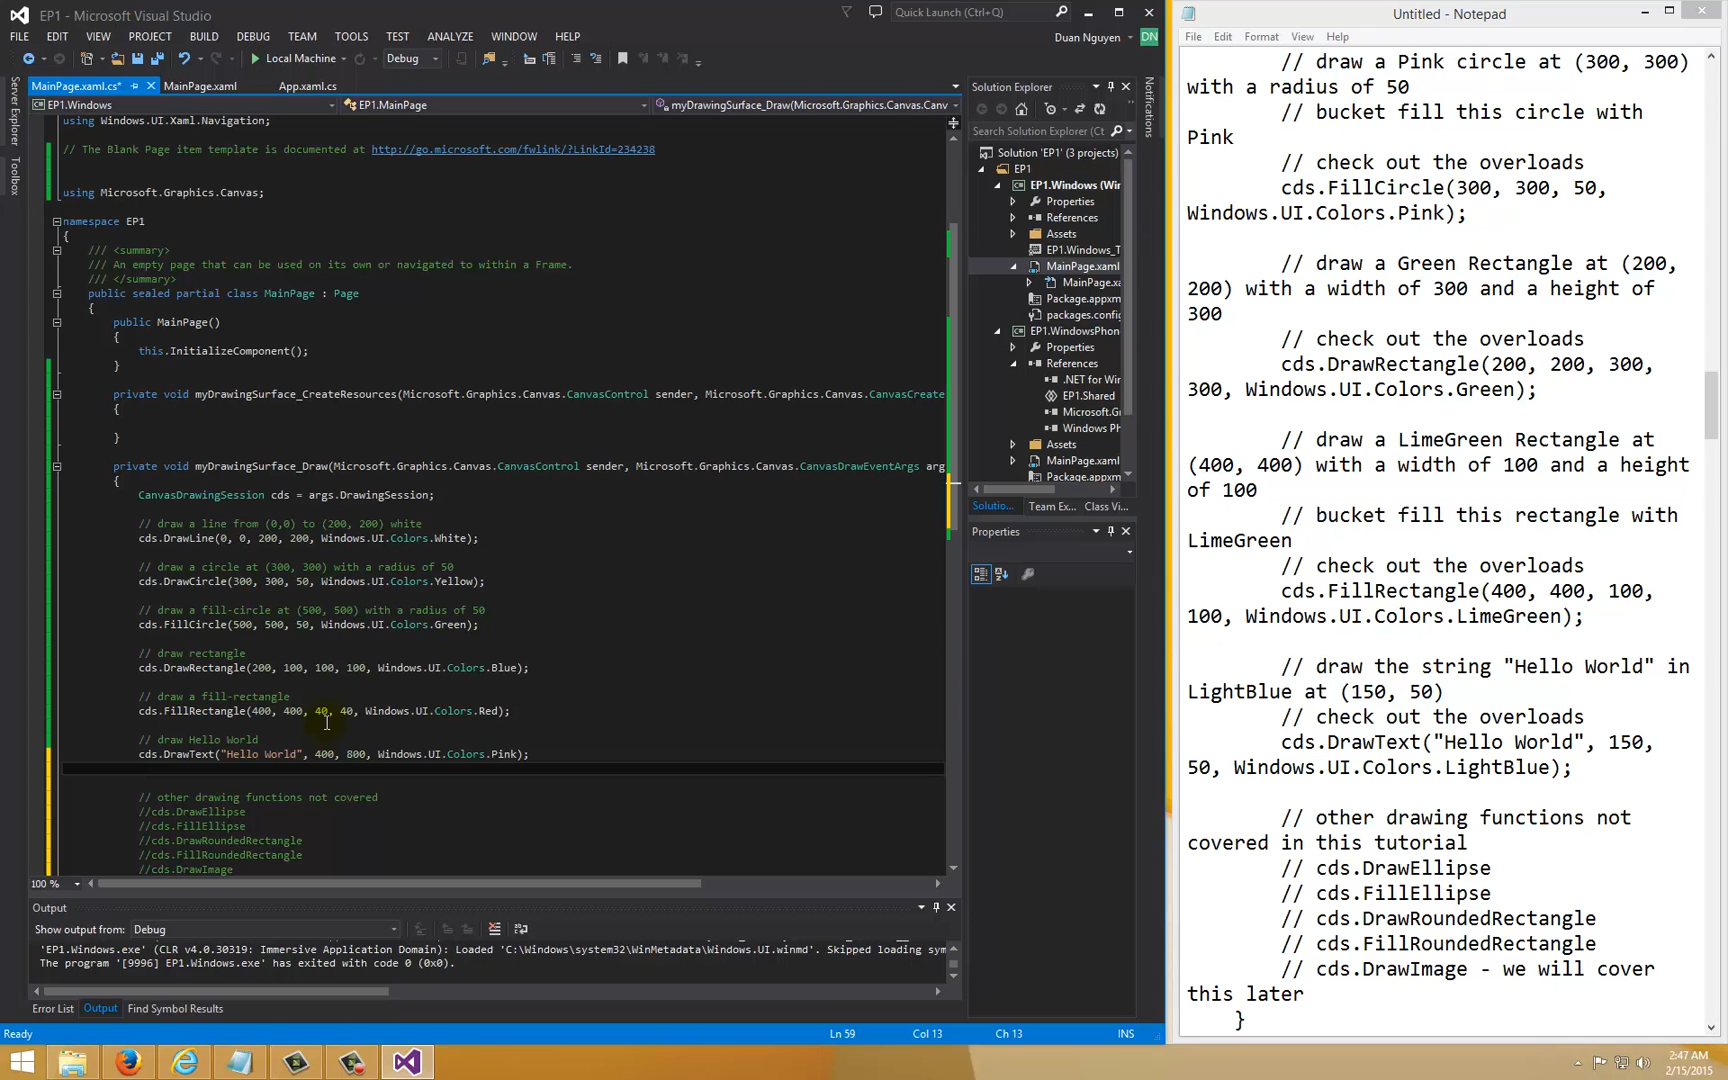 EP1 - Microsoft Visual Studio
Quick Launch (Ctrl+Q)
FILE EDIT VIEW PROJECT BUILD DEBUG TEAM TOOLS TEST ANALYZE WINDOW HELP
Duan Nguyen DN
Local Machine Debug
Server Explorer
Toolbox
MainPage.xaml.cs* MainPage.xaml App.xaml.cs
EP1.Windows EP1.MainPage myDrawingSurface_Draw(Microsoft.Graphics.Canvas.Canv
using Windows.UI.Xaml.Navigation;
// The Blank Page item template is documented at http://go.microsoft.com/fwlink/?LinkId=234238
using Microsoft.Graphics.Canvas;
namespace EP1
{
/// <summary>
/// An empty page that can be used on its own or navigated to within a Frame.
/// </summary>
public sealed partial class MainPage : Page
{
public MainPage()
{
this.InitializeComponent();
}
private void myDrawingSurface_CreateResources(Microsoft.Graphics.Canvas.CanvasControl sender, Microsoft.Graphics.Canvas.CanvasCreate
{
}
private void myDrawingSurface_Draw(Microsoft.Graphics.Canvas.CanvasControl sender, Microsoft.Graphics.Canvas.CanvasDrawEventArgs arg
{
CanvasDrawingSession cds = args.DrawingSession;
// draw a line from (0,0) to (200, 200) white
cds.DrawLine(0, 0, 200, 200, Windows.UI.Colors.White);
// draw a circle at (300, 300) with a radius of 50
cds.DrawCircle(300, 300, 50, Windows.UI.Colors.Yellow);
// draw a fill-circle at (500, 500) with a radius of 50
cds.FillCircle(500, 500, 50, Windows.UI.Colors.Green);
// draw rectangle
cds.DrawRectangle(200, 100, 100, 100, Windows.UI.Colors.Blue);
// draw a fill-rectangle
cds.FillRectangle(400, 400, 40, 40, Windows.UI.Colors.Red);
// draw Hello World
cds.DrawText("Hello World", 400, 800, Windows.UI.Colors.Pink);
// other drawing functions not covered
//cds.DrawEllipse
//cds.FillEllipse
//cds.DrawRoundedRectangle
//cds.FillRoundedRectangle
//cds.DrawImage
100 %
Output
Show output from: Debug
'EP1.Windows.exe' (CLR v4.0.30319: Immersive Application Domain): Loaded 'C:\Windows\system32\WinMetadata\Windows.UI.winmd'. Skipped loading sym
The program '[9996] EP1.Windows.exe' has exited with code 0 (0x0).
Error List Output Find Symbol Results
Ready Ln 59 Col 13 Ch 13 INS
Solution Explorer
Search Solution Explorer (Ct
Solution 'EP1' (3 projects)
EP1
EP1.Windows (Wir
Properties
References
Assets
EP1.Windows_T
MainPage.xaml
MainPage.xa
Package.appxm
packages.config
EP1.WindowsPhon
Properties
References
.NET for Wir
EP1.Shared
Microsoft.Gr
Windows Ph
Assets
MainPage.xaml
Package.appxm
Solutio... Team Ex... Class Vi...
Properties
Notifications
Untitled - Notepad
File Edit Format View Help
// draw a Pink circle at (300, 300)
with a radius of 50
// bucket fill this circle with
Pink
// check out the overloads
cds.FillCircle(300, 300, 50,
Windows.UI.Colors.Pink);
// draw a Green Rectangle at (200,
200) with a width of 300 and a height of
300
// check out the overloads
cds.DrawRectangle(200, 200, 300,
300, Windows.UI.Colors.Green);
// draw a LimeGreen Rectangle at
(400, 400) with a width of 100 and a height
of 100
// bucket fill this rectangle with
LimeGreen
// check out the overloads
cds.FillRectangle(400, 400, 100,
100, Windows.UI.Colors.LimeGreen);
// draw the string "Hello World" in
LightBlue at (150, 50)
// check out the overloads
cds.DrawText("Hello World", 150,
50, Windows.UI.Colors.LightBlue);
// other drawing functions not
covered in this tutorial
// cds.DrawEllipse
// cds.FillEllipse
// cds.DrawRoundedRectangle
// cds.FillRoundedRectangle
// cds.DrawImage - we will cover
this later
}
2:47 AM
2/15/2015